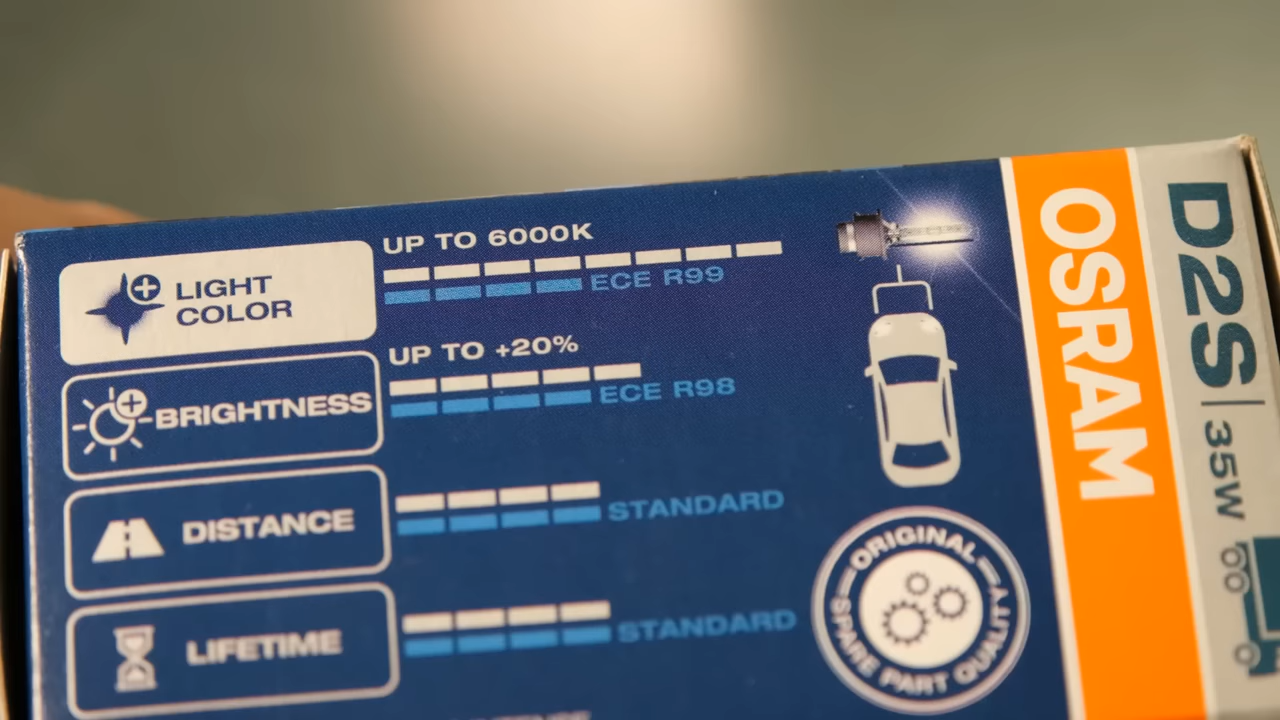 LIGHT
COLOR
UP TO 6000K
ECE R99
BRIGHTNESS
UP TO +20%
ECE R98
DISTANCE
STANDARD
LIFETIME
STANDARD
ORIGINAL
SPARE PART QUALITY
OSRAM
D2S | 35W